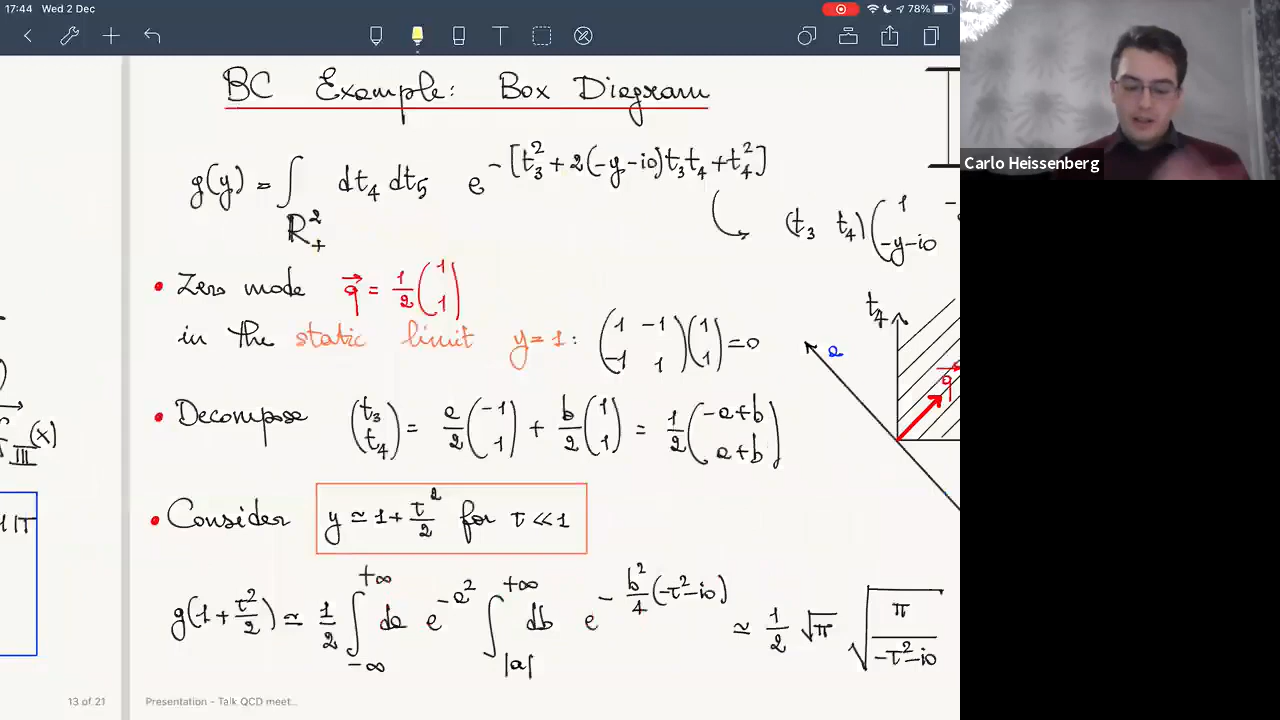 17:44 Wed 2 Dec 78%
BC Example: Box Diagram
g(y) = ∫_{R₊²} dt₄ dt₅ e^{-[t₃² + 2(-y-i0)t₃t₄ + t₄²]}
(t₃ t₄) ( 1 - ; -y-i0
• Zero mode q⃗ = 1/2 ( 1 ; 1 )
in the static limit y = 1: ( 1 -1 ; -1 1 ) ( 1 ; 1 ) = 0
t₄
a
q⃗
• Decompose ( t₃ ; t₄ ) = a/2 ( -1 ; 1 ) + b/2 ( 1 ; 1 ) = 1/2 ( -a+b ; a+b )
III (x)
• Consider y ≃ 1 + τ²/2 for τ ≪ 1
g(1 + τ²/2) ≃ 1/2 ∫_{-∞}^{+∞} da e^{-a²} ∫_{|a|}^{+∞} db e^{-b²/4 (-τ²-i0)} ≃ 1/2 √π √(π/(-τ²-i0))
13 of 21 Presentation - Talk QCD meet...
Carlo Heissenberg